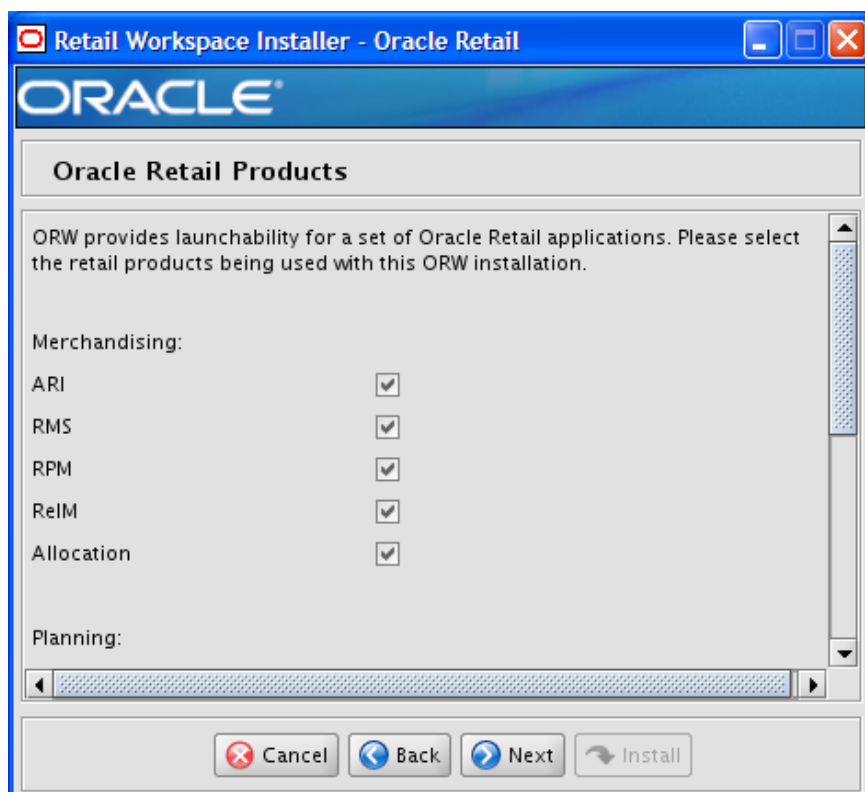 Retail Workspace Installer - Oracle Retail
ORACLE®
Oracle Retail Products
ORW provides launchability for a set of Oracle Retail applications. Please select
the retail products being used with this ORW installation.
Merchandising:
ARI
RMS
RPM
ReIM
Allocation
Planning:
Cancel
Back
Next
Install